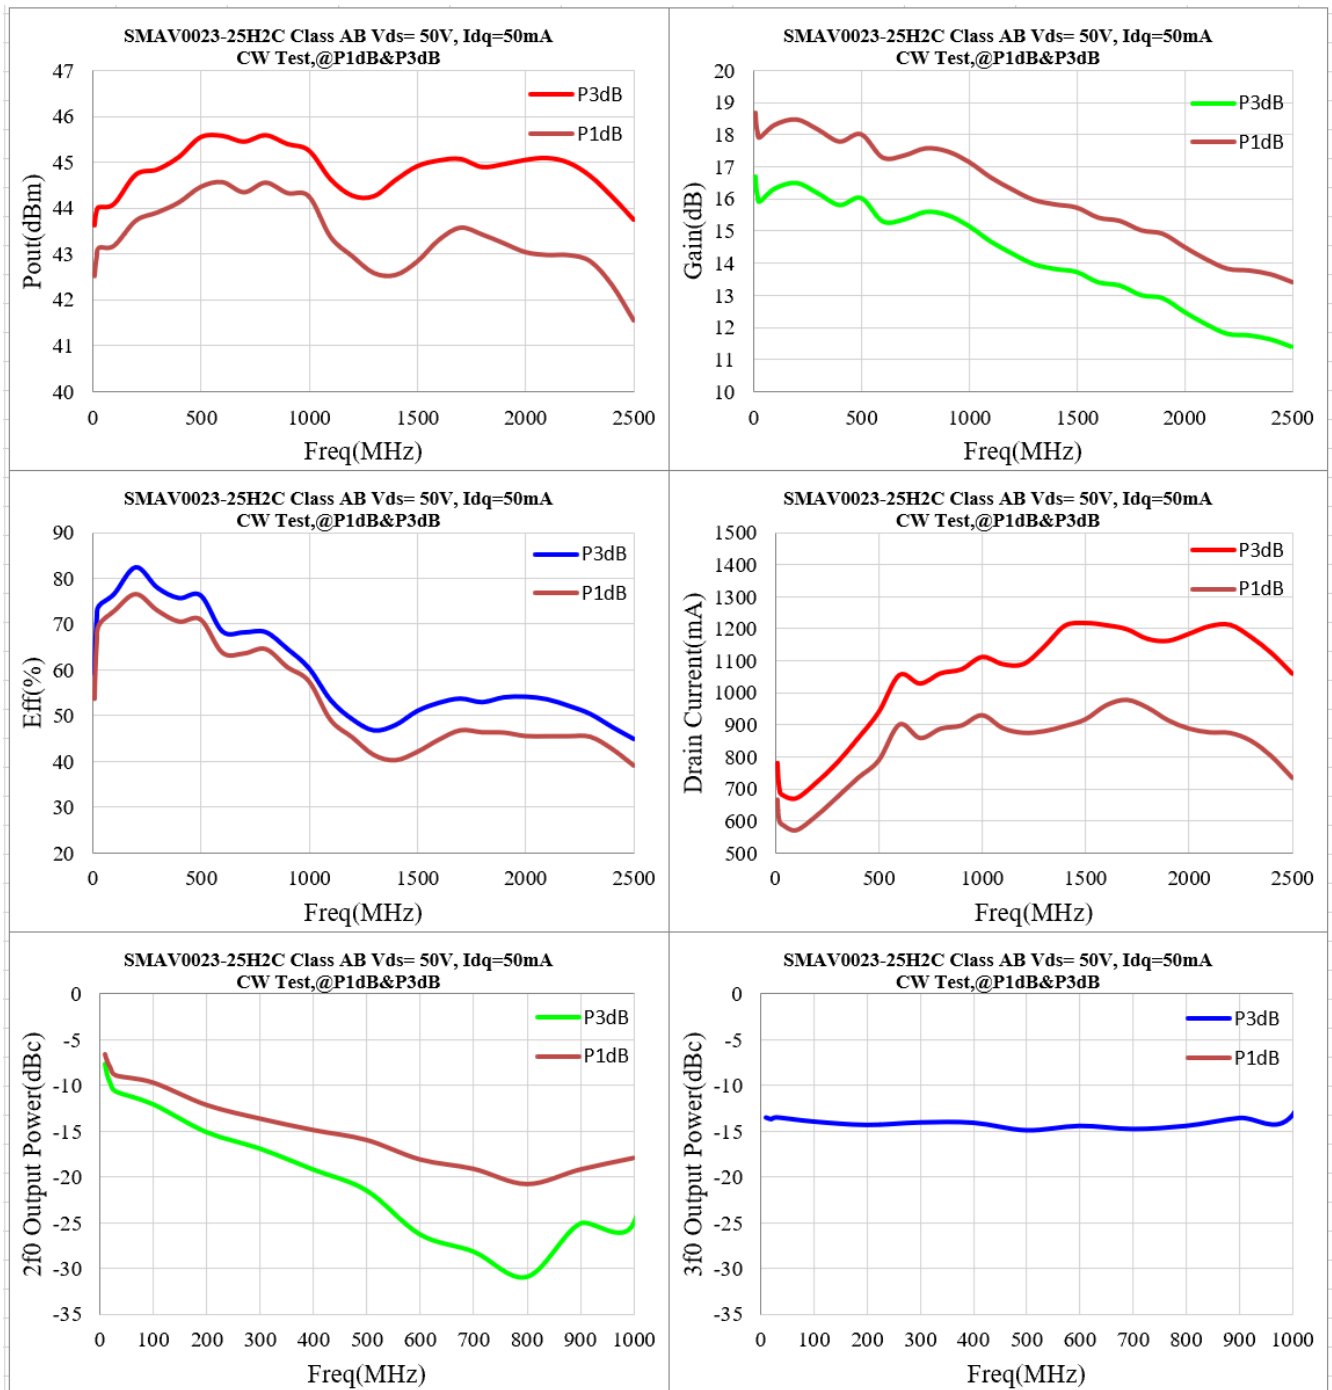 SMAV0023-25H2C Class AB Vds= 50V, Idq=50mA
CW Test,@P1dB&P3dB
Pout(dBm)
47
46
45
44
43
42
41
40
P3dB
P1dB
0 500 1000 1500 2000 2500
Freq(MHz)
SMAV0023-25H2C Class AB Vds= 50V, Idq=50mA
CW Test,@P1dB&P3dB
Gain(dB)
20
19
18
17
16
15
14
13
12
11
10
P3dB
P1dB
0 500 1000 1500 2000 2500
Freq(MHz)
SMAV0023-25H2C Class AB Vds= 50V, Idq=50mA
CW Test,@P1dB&P3dB
Eff(%)
90
80
70
60
50
40
30
20
P3dB
P1dB
0 500 1000 1500 2000 2500
Freq(MHz)
SMAV0023-25H2C Class AB Vds= 50V, Idq=50mA
CW Test,@P1dB&P3dB
Drain Current(mA)
1500
1400
1300
1200
1100
1000
900
800
700
600
500
P3dB
P1dB
0 500 1000 1500 2000 2500
Freq(MHz)
SMAV0023-25H2C Class AB Vds= 50V, Idq=50mA
CW Test,@P1dB&P3dB
2f0 Output Power(dBc)
0
-5
-10
-15
-20
-25
-30
-35
P3dB
P1dB
0 100 200 300 400 500 600 700 800 900 1000
Freq(MHz)
SMAV0023-25H2C Class AB Vds= 50V, Idq=50mA
CW Test,@P1dB&P3dB
3f0 Output Power(dBc)
0
-5
-10
-15
-20
-25
-30
-35
P3dB
P1dB
0 100 200 300 400 500 600 700 800 900 1000
Freq(MHz)